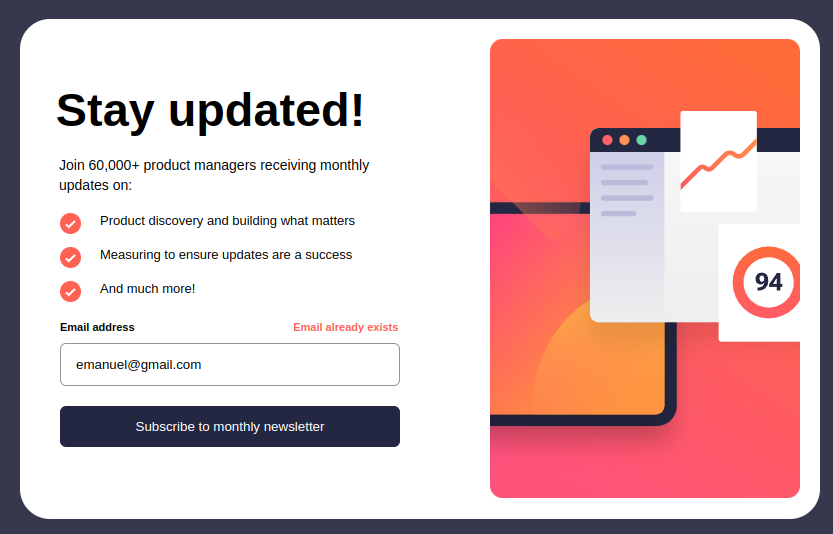 Stay updated!
Join 60,000+ product managers receiving monthly
updates on:
Product discovery and building what matters
Measuring to ensure updates are a success
And much more!
Email address
Email already exists
emanuel@gmail.com
Subscribe to monthly newsletter
94